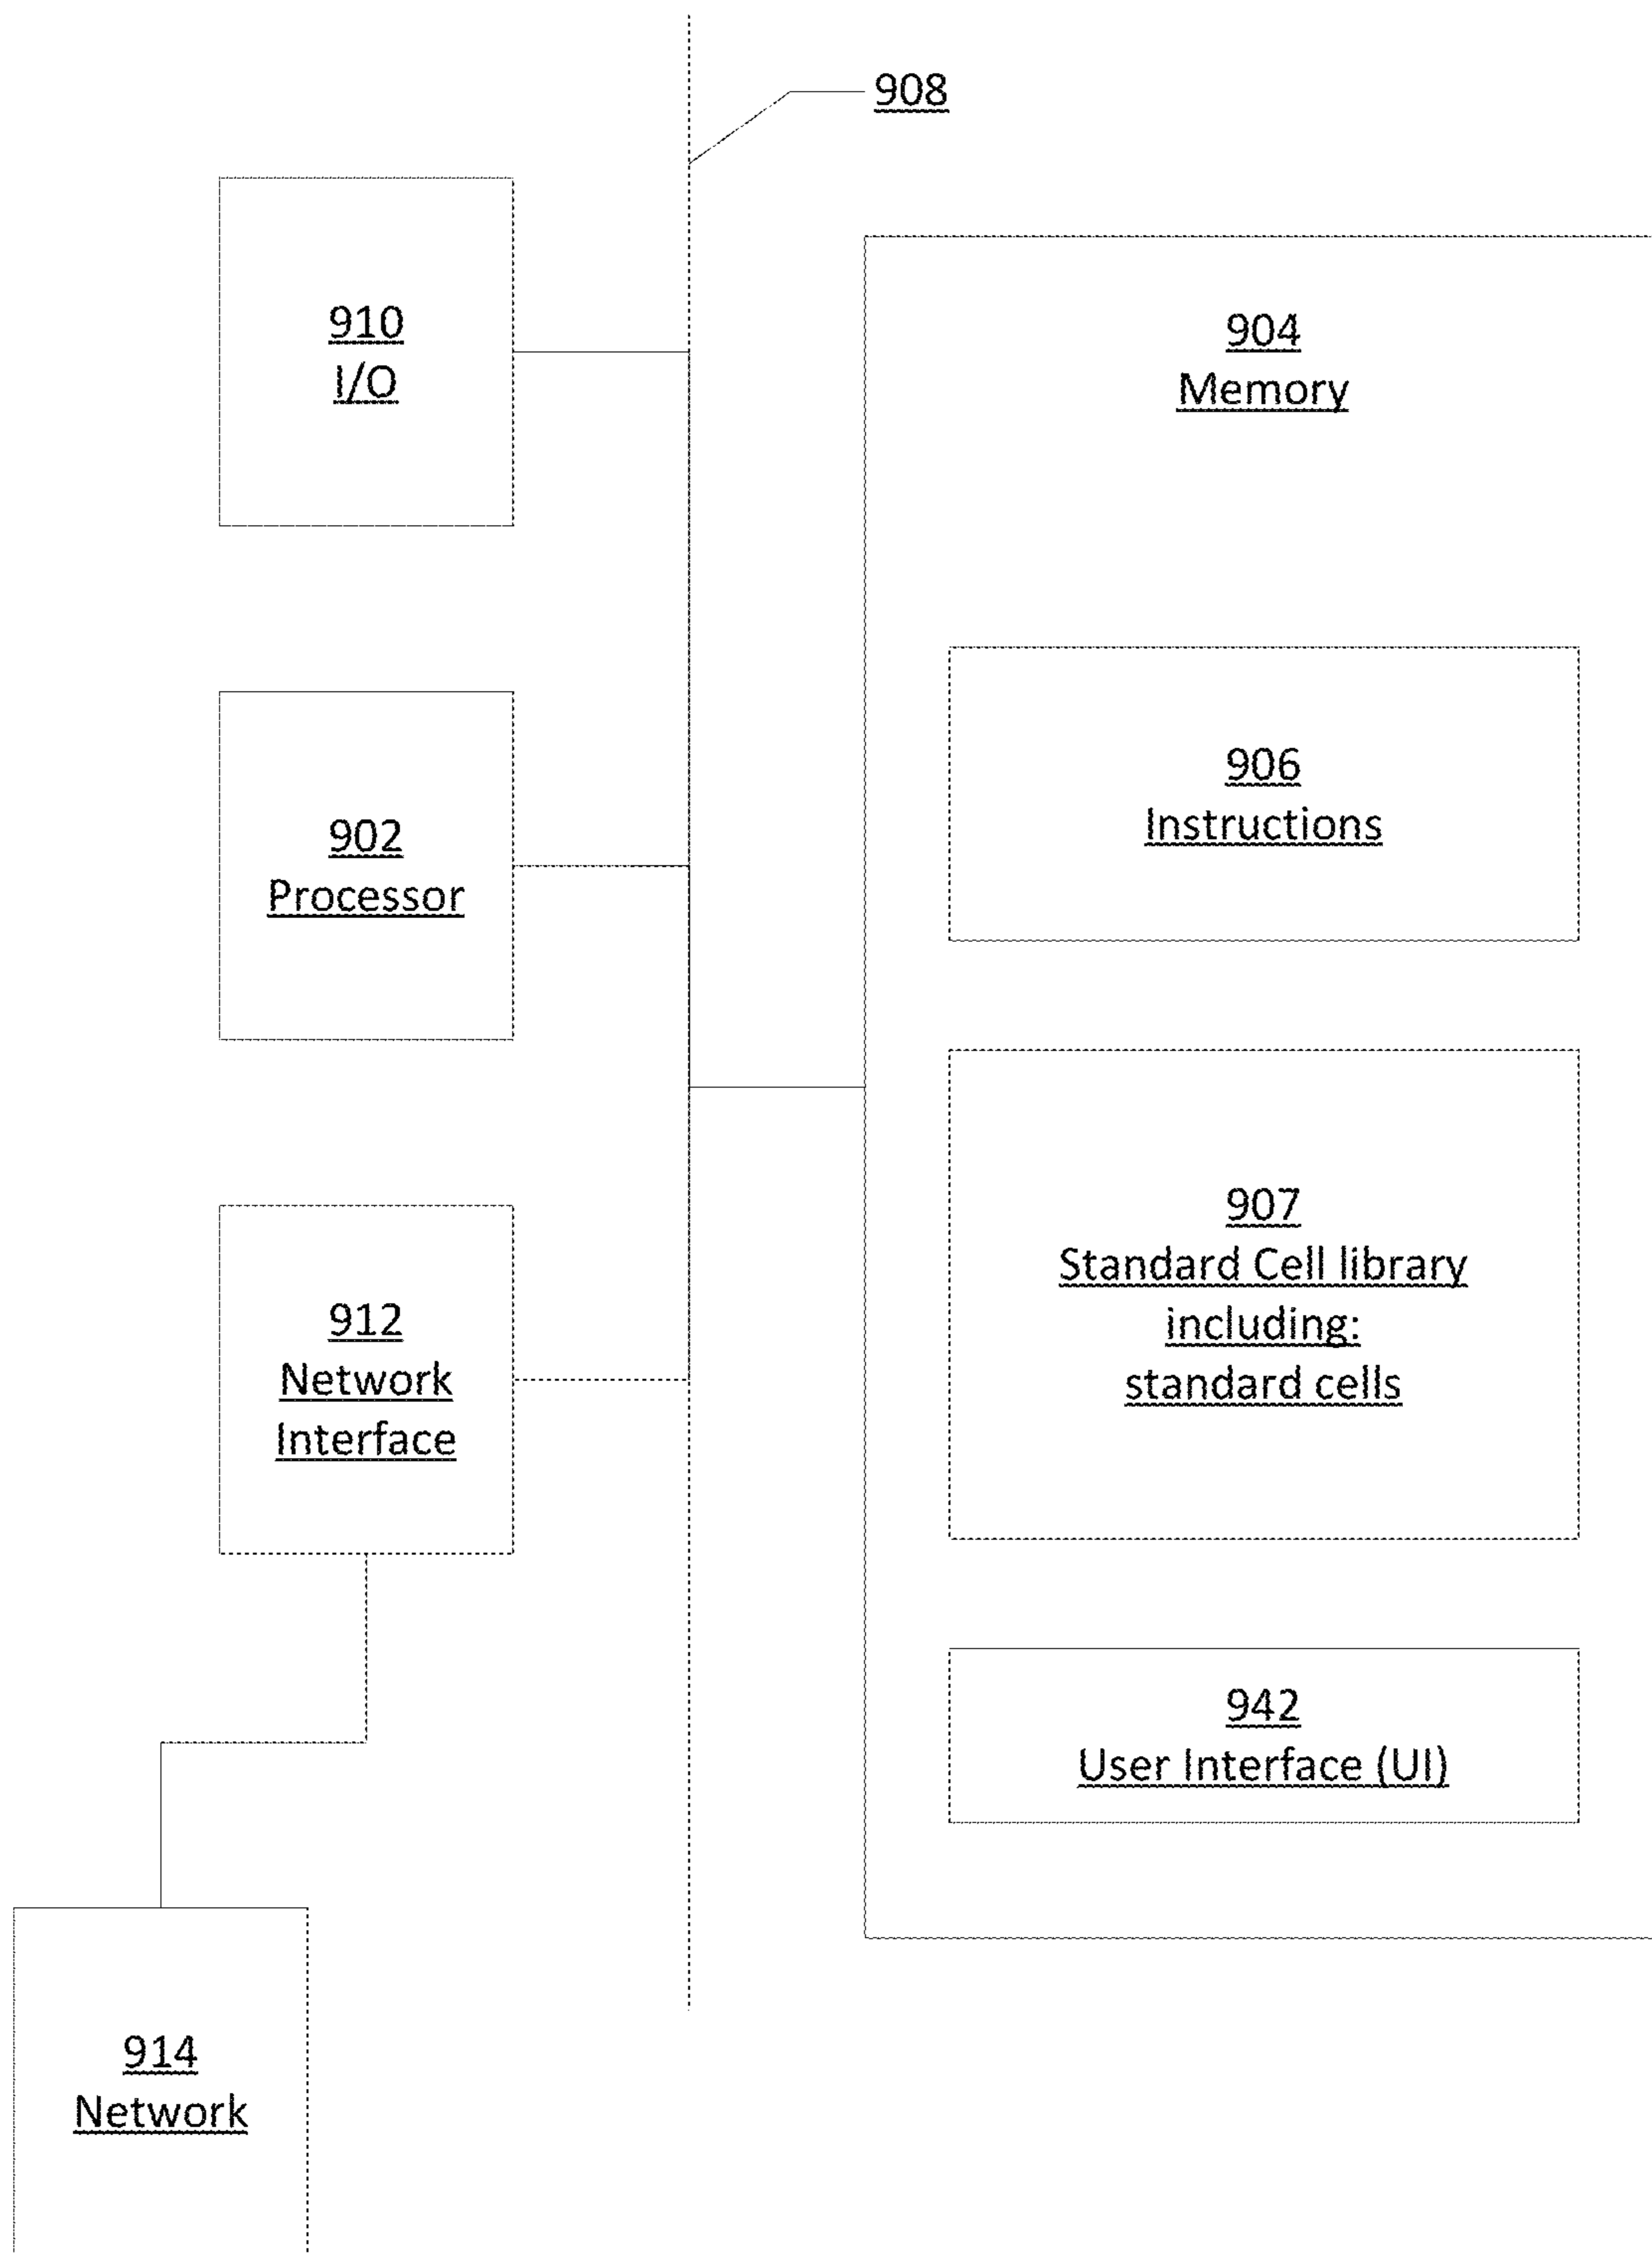 908
910
I/O
904
Memory
906
Instructions
902
Processor
907
Standard Cell library
including:
standard cells
912
Network
Interface
942
User Interface (UI)
914
Network